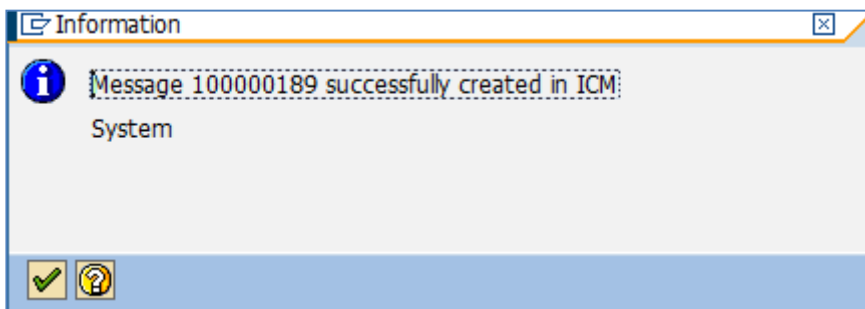 Information
Message 100000189 successfully created in ICM
System